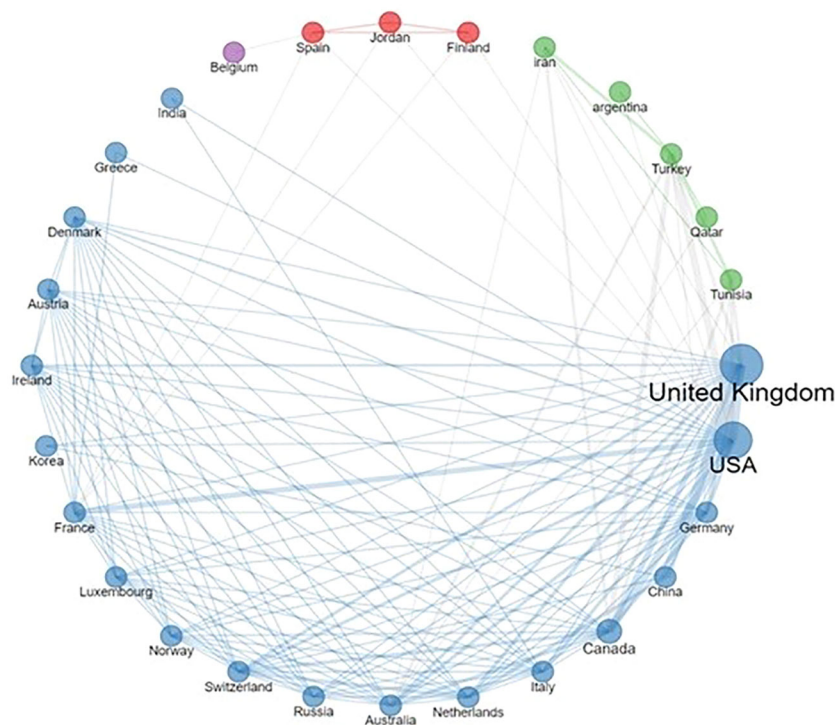 Jordan
Spain
Finland
iran
Belgium
argentina
India
Greece
Turkey
Denmark
Qatar
Austria
Tunisia
Ireland
United Kingdom
Korea
USA
France
Germany
Luxembourg
China
Norway
Canada
Switzerland
Italy
Russia
Netherlands
Australia